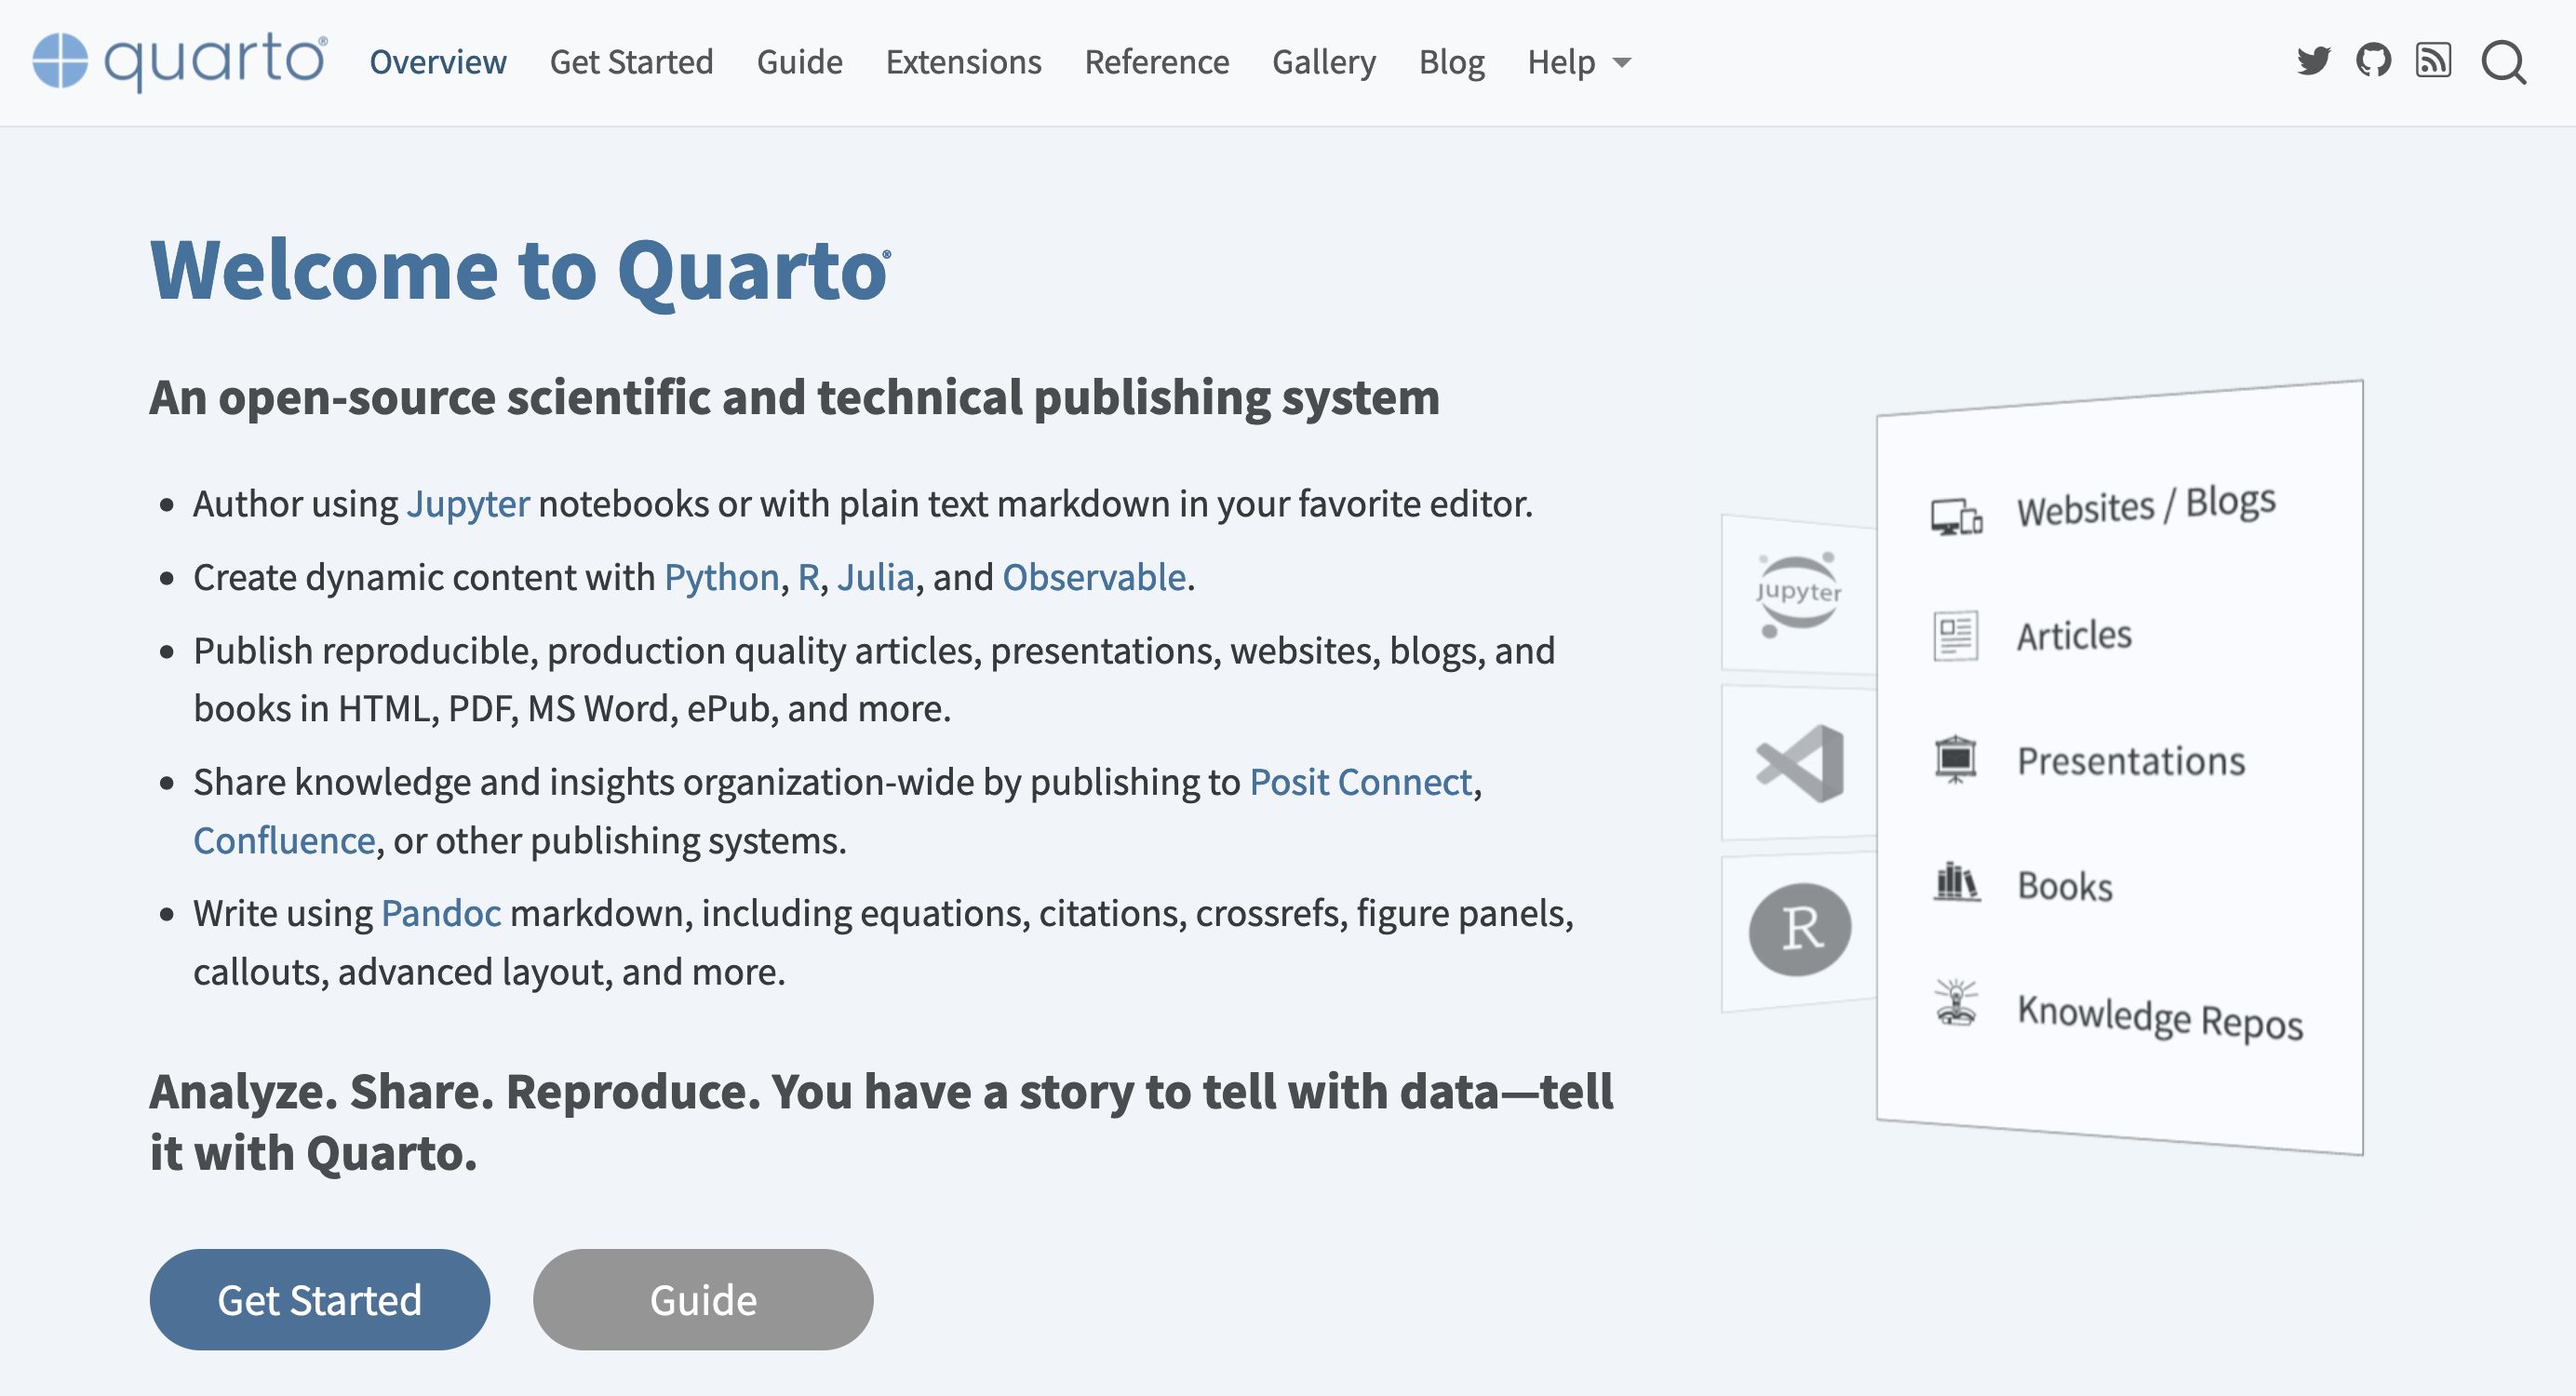 quarto®
Overview Get Started Guide Extensions Reference Gallery Blog Help
Welcome to Quarto®
An open-source scientific and technical publishing system
• Author using Jupyter notebooks or with plain text markdown in your favorite editor.
• Create dynamic content with Python, R, Julia, and Observable.
• Publish reproducible, production quality articles, presentations, websites, blogs, and
books in HTML, PDF, MS Word, ePub, and more.
• Share knowledge and insights organization-wide by publishing to Posit Connect,
Confluence, or other publishing systems.
• Write using Pandoc markdown, including equations, citations, crossrefs, figure panels,
callouts, advanced layout, and more.
Analyze. Share. Reproduce. You have a story to tell with data—tell
it with Quarto.
Get Started
Guide
Jupyter
R
Websites / Blogs
Articles
Presentations
Books
Knowledge Repos